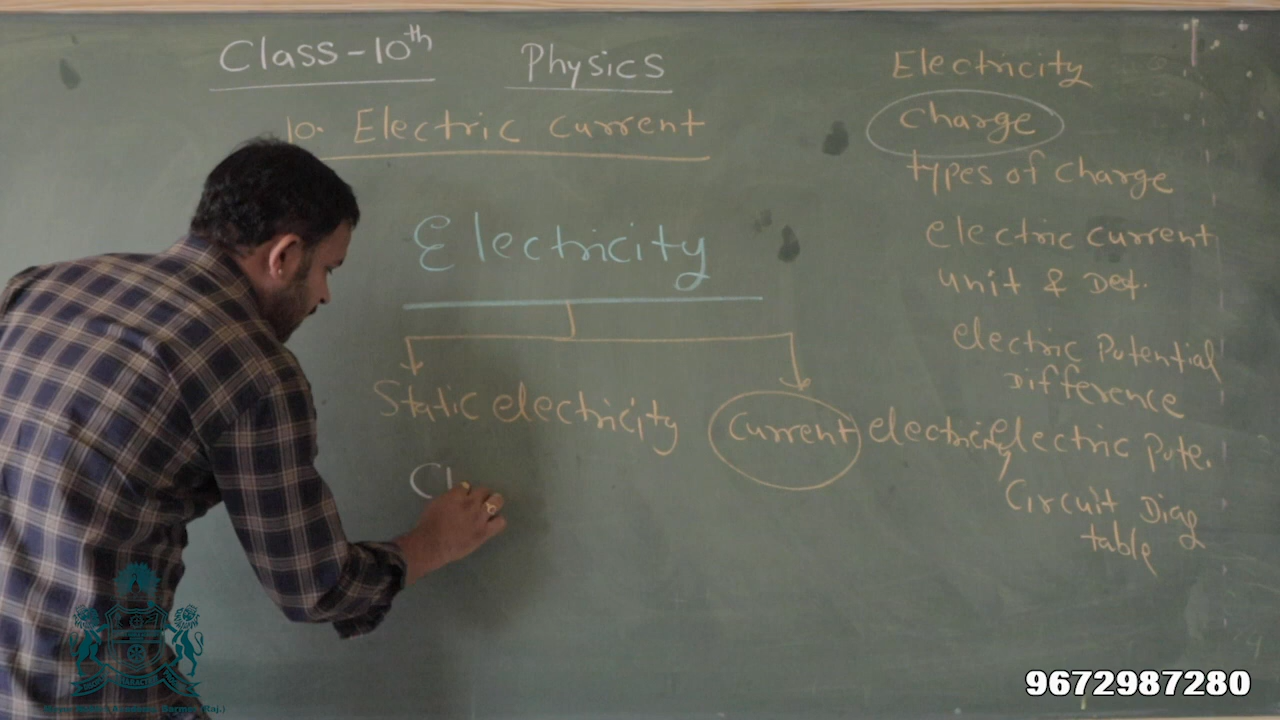 Class-10th Physics
10. Electric Current
Electricity
Static electricity Current electricity
Electricity
Charge
types of charge
electric current
unit & Def.
electric Potential
Difference
Electric Pote.
Circuit Diag
table
9672987280